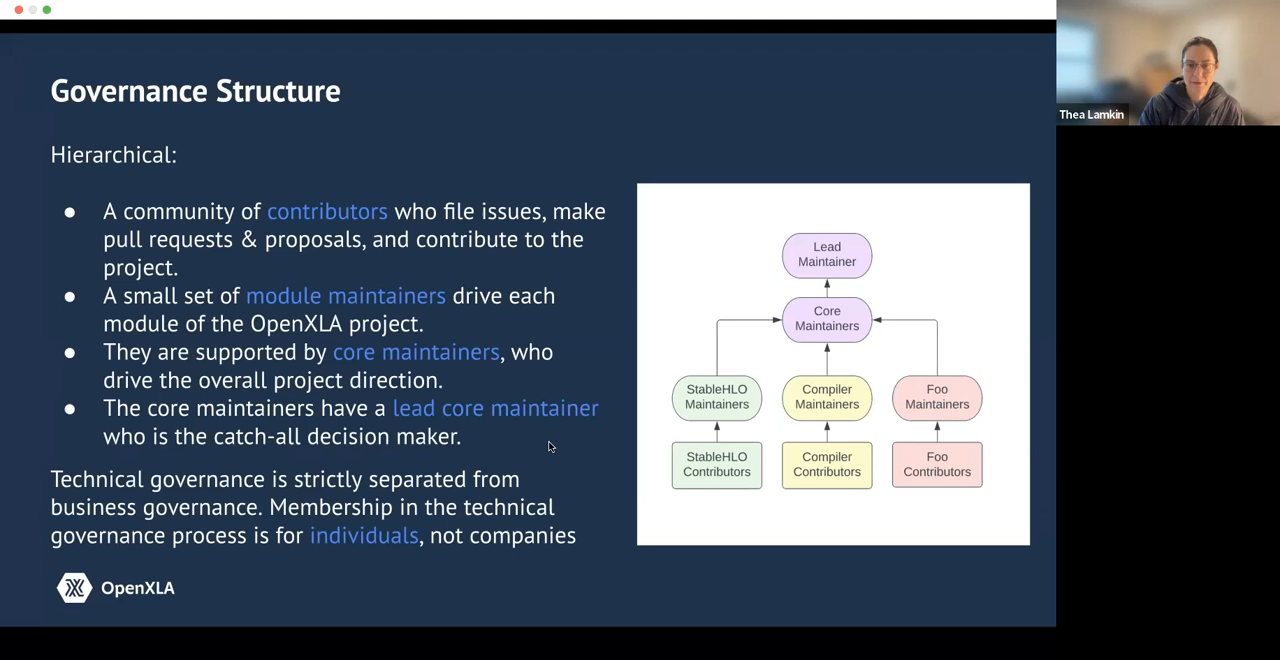 Governance Structure
Hierarchical:
● A community of contributors who file issues, make
pull requests & proposals, and contribute to the
project.
● A small set of module maintainers drive each
module of the OpenXLA project.
● They are supported by core maintainers, who
drive the overall project direction.
● The core maintainers have a lead core maintainer
who is the catch-all decision maker.
Technical governance is strictly separated from
business governance. Membership in the technical
governance process is for individuals, not companies
OpenXLA
Lead
Maintainer
Core
Maintainers
StableHLO
Maintainers
Compiler
Maintainers
Foo
Maintainers
StableHLO
Contributors
Compiler
Contributors
Foo
Contributors
Thea Lamkin